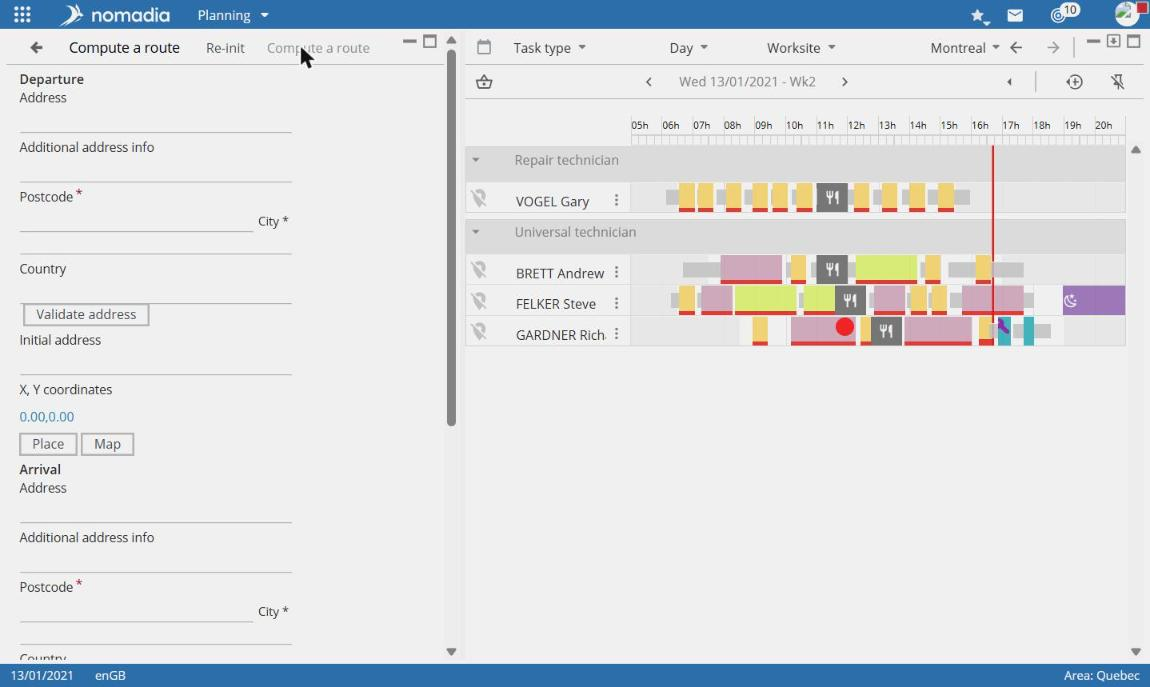 nomadia Planning 10
Compute a route Re-init Compute a route
Task type Day Worksite Montreal
Wed 13/01/2021 - Wk2
05h 06h 07h 08h 09h 10h 11h 12h 13h 14h 15h 16h 17h 18h 19h 20h
Repair technician
VOGEL Gary
Universal technician
BRETT Andrew
FELKER Steve
GARDNER Rich
Departure
Address
Additional address info
Postcode *
City *
Country
Validate address
Initial address
X, Y coordinates
0.00,0.00
Place Map
Arrival
Address
Additional address info
Postcode *
City *
Country
13/01/2021 enGB Area: Quebec